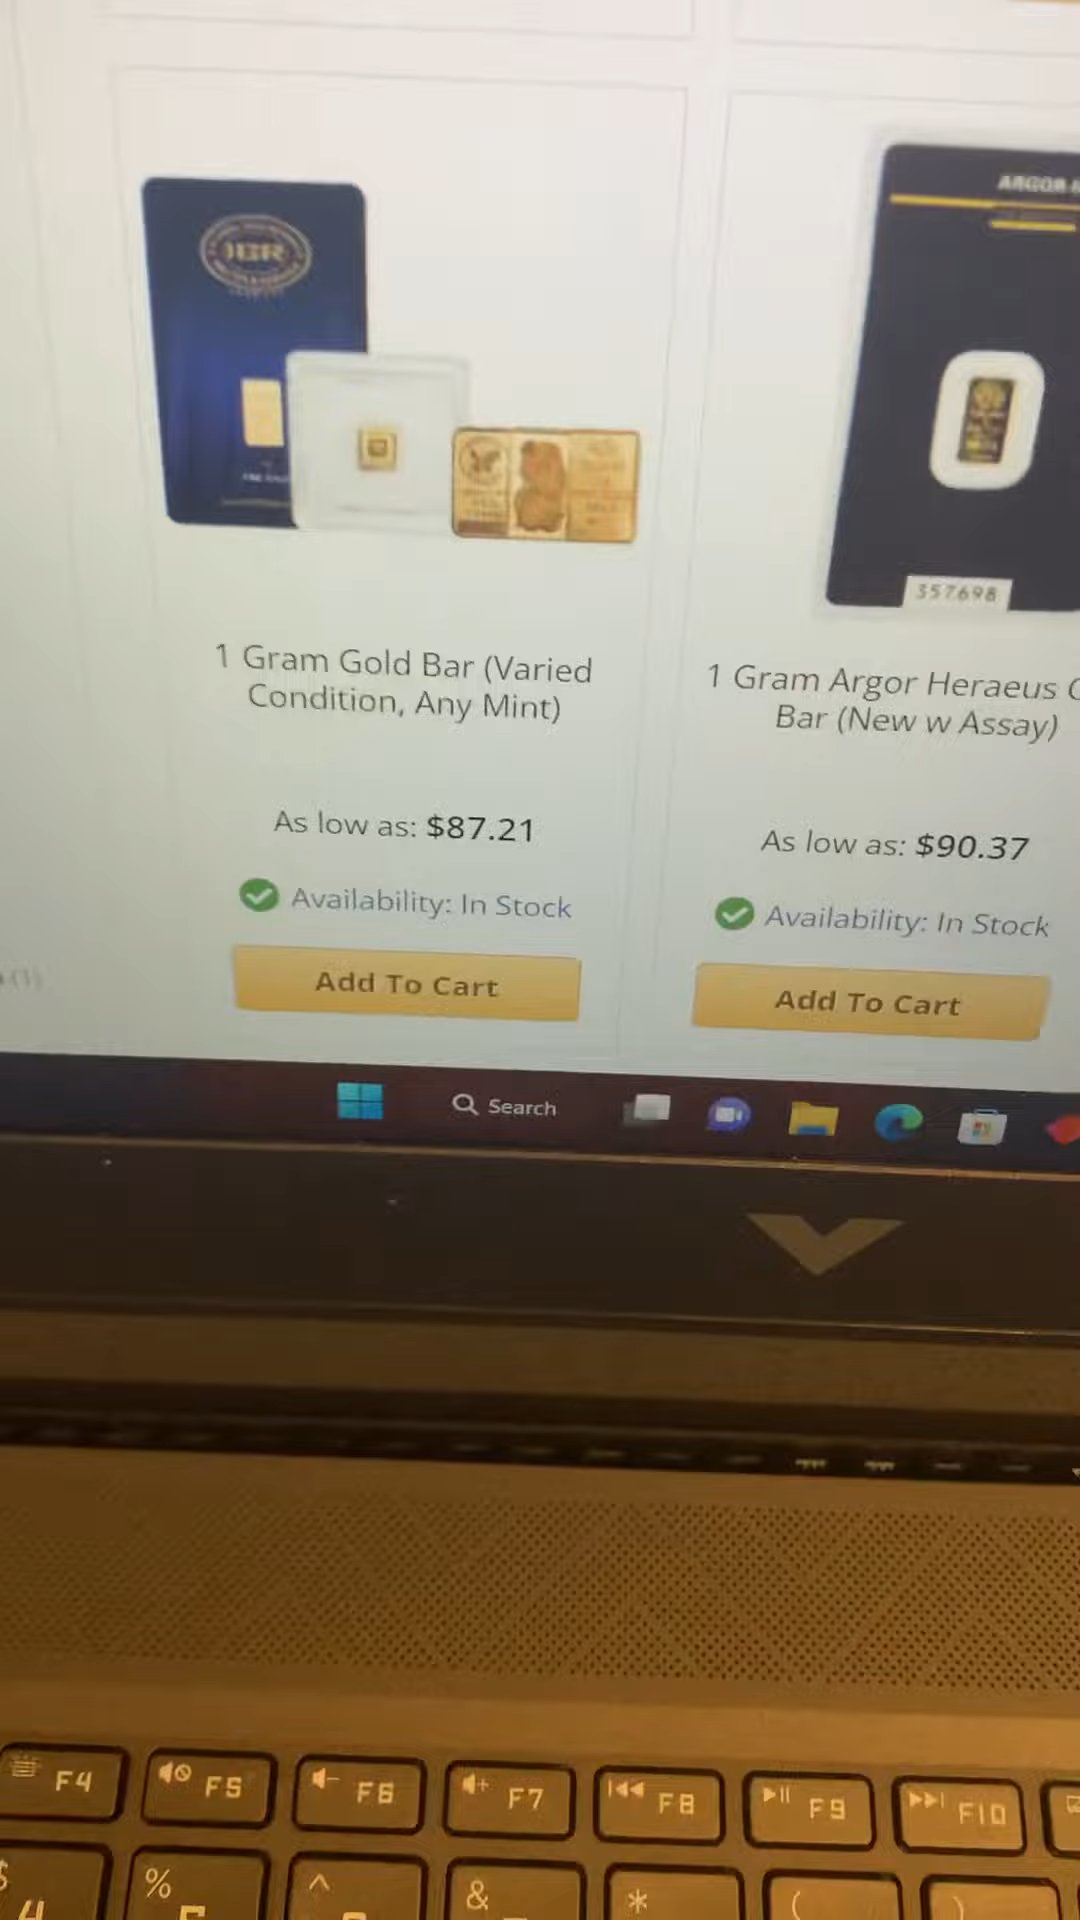 IBR
ARGOR-
357698
1 Gram Gold Bar (Varied
Condition, Any Mint)
1 Gram Argor Heraeus
Bar (New w Assay)
As low as: $87.21
As low as: $90.37
Availability: In Stock
Availability: In Stock
Add To Cart
Add To Cart
(1)
Search
F4
F5
F6
F7
F8
F9
F10
$
4
%
^
&
*
(
)